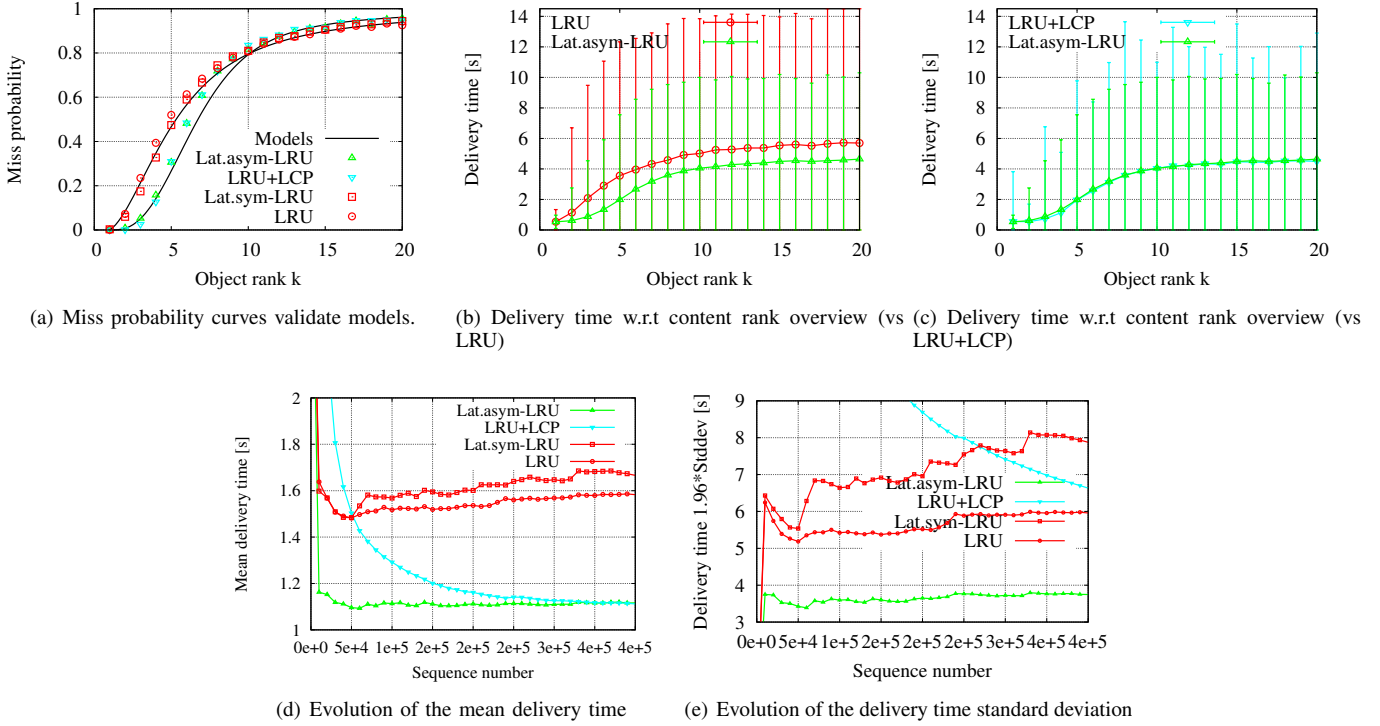 1
0.8
0.6
0.4
0.2
0
0 5 10 15 20
Miss probability
Object rank k
Models
Lat.asym-LRU
LRU+LCP
Lat.sym-LRU
LRU
(a) Miss probability curves validate models.
14
12
10
8
6
4
2
0
0 5 10 15 20
Delivery time [s]
Object rank k
LRU
Lat.asym-LRU
(b) Delivery time w.r.t content rank overview (vs
LRU)
14
12
10
8
6
4
2
0
0 5 10 15 20
Delivery time [s]
Object rank k
LRU+LCP
Lat.asym-LRU
(c) Delivery time w.r.t content rank overview (vs
LRU+LCP)
2
1.8
1.6
1.4
1.2
1
0e+0 5e+4 1e+5 2e+5 2e+5 2e+5 3e+5 4e+5 4e+5
Mean delivery time [s]
Sequence number
Lat.asym-LRU
LRU+LCP
Lat.sym-LRU
LRU
(d) Evolution of the mean delivery time
9
8
7
6
5
4
3
0e+0 5e+4 1e+5 2e+5 2e+5 2e+5 3e+5 4e+5 4e+5
Delivery time 1.96*Stddev [s]
Sequence number
Lat.asym-LRU
LRU+LCP
Lat.sym-LRU
LRU
(e) Evolution of the delivery time standard deviation